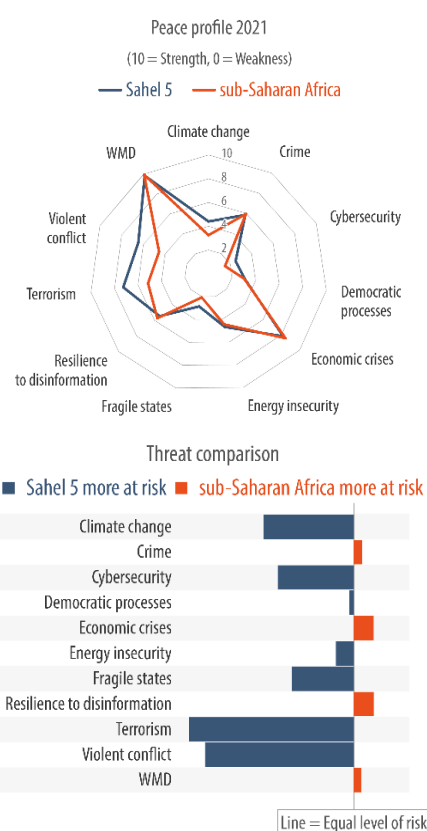 Peace profile 2021
(10 = Strength, 0 = Weakness)
Sahel 5 sub-Saharan Africa
Climate change
WMD
Crime
10
8
6
4
2
Violent
conflict
Cybersecurity
Terrorism
Democratic
processes
Resilience
to disinformation
Economic crises
Fragile states
Energy insecurity
Threat comparison
Sahel 5 more at risk sub-Saharan Africa more at risk
Climate change
Crime
Cybersecurity
Democratic processes
Economic crises
Energy insecurity
Fragile states
Resilience to disinformation
Terrorism
Violent conflict
WMD
Line = Equal level of risk